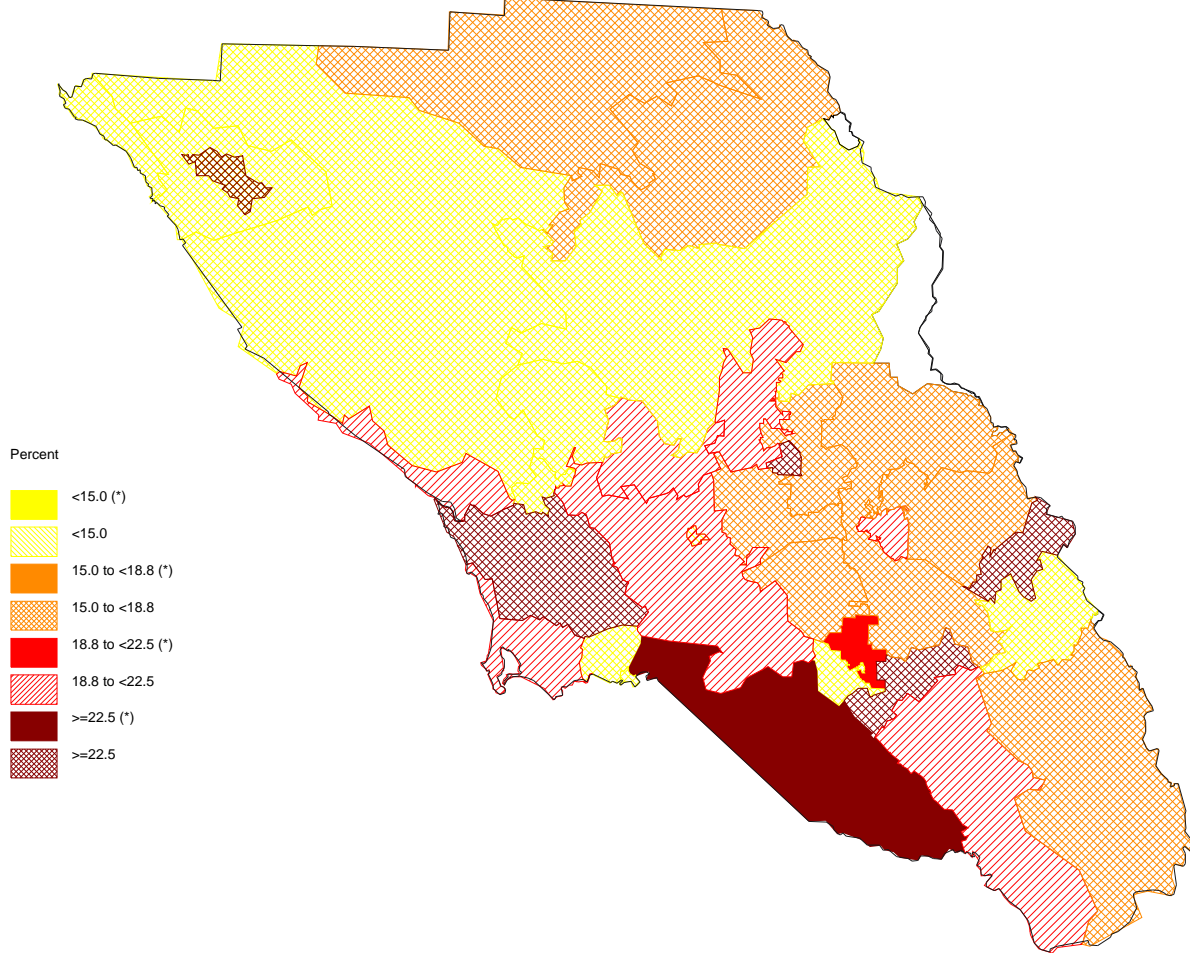 Percent
<15.0 (*)
<15.0
15.0 to <18.8 (*)
15.0 to <18.8
18.8 to <22.5 (*)
18.8 to <22.5
>=22.5 (*)
>=22.5